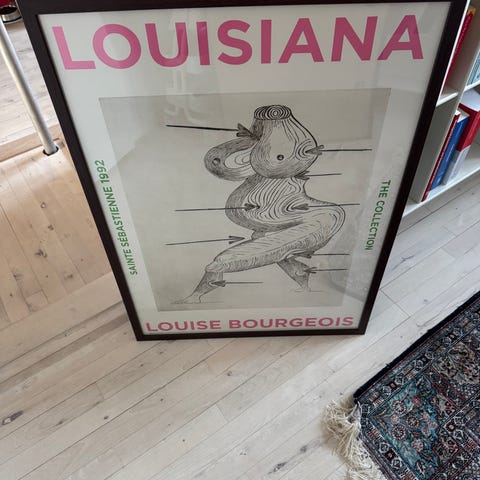 LOUISIANA
SAINTE SÉBASTIENNE 1992
THE COLLECTION
LOUISE BOURGEOIS